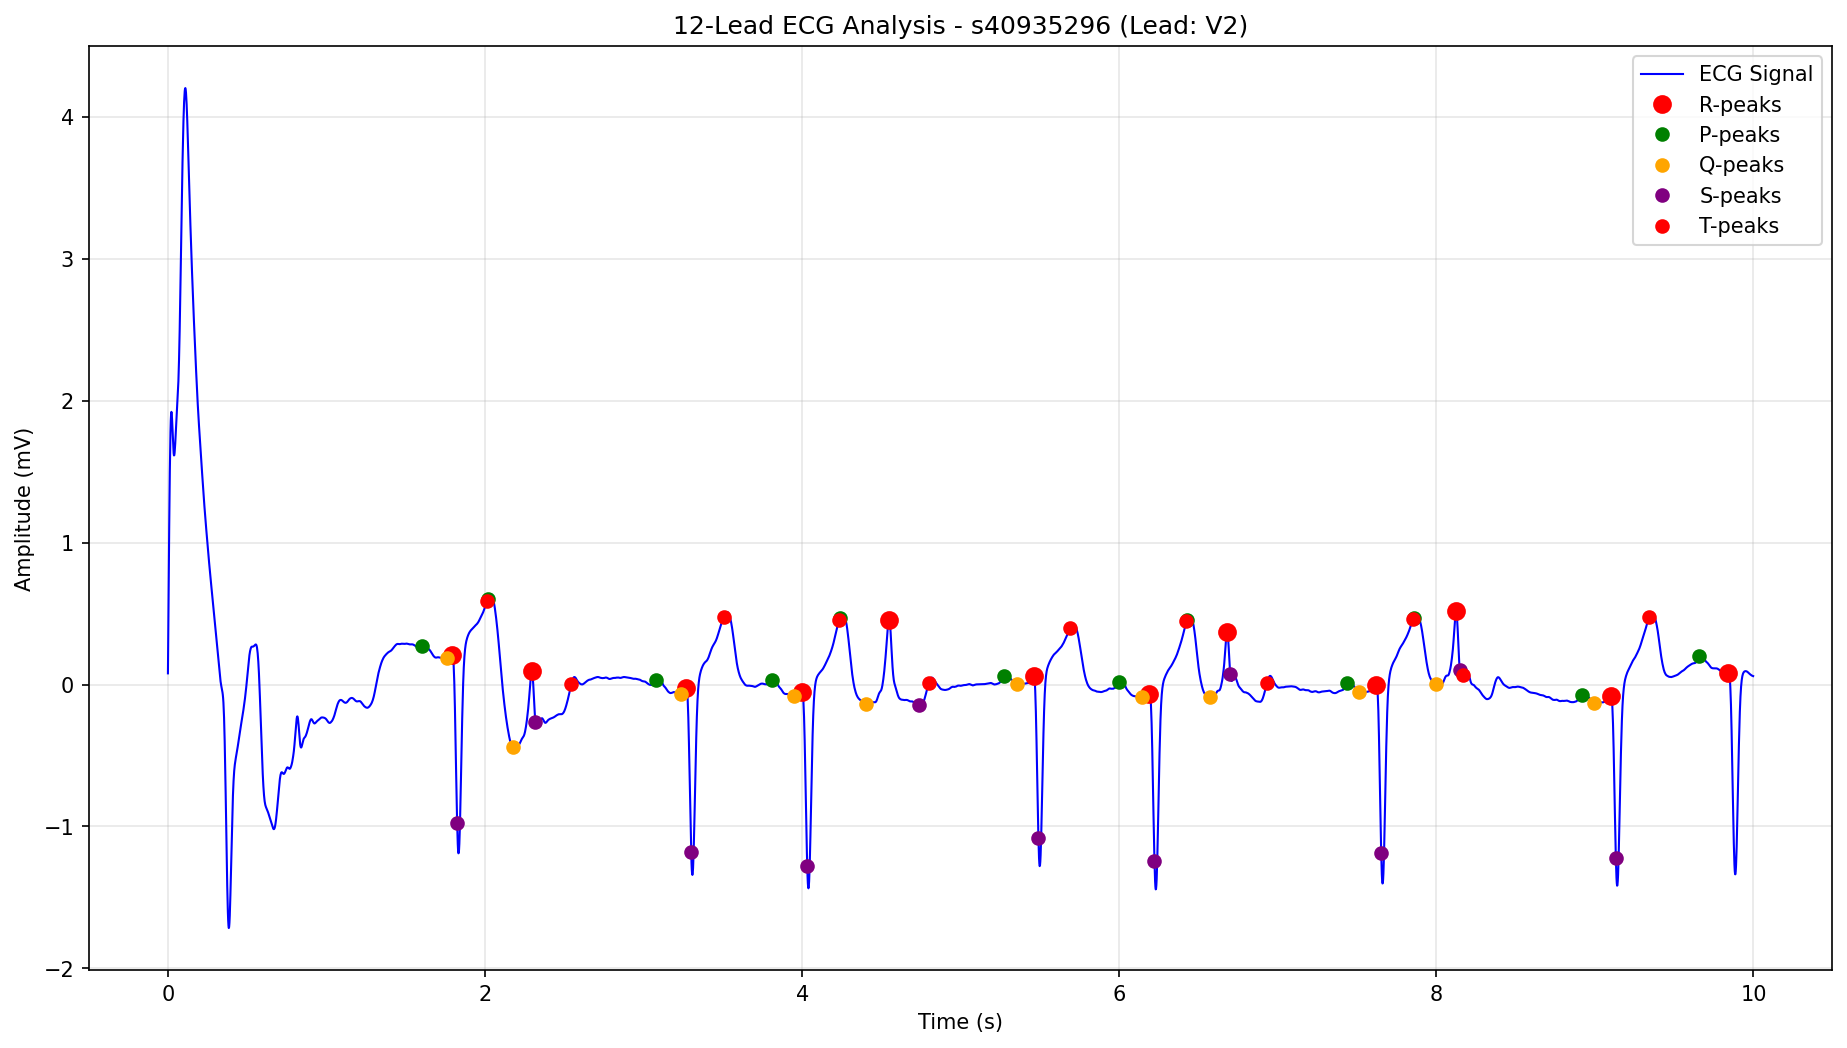 12-Lead ECG Analysis - s40935296 (Lead: V2)
ECG Signal
R-peaks
P-peaks
Q-peaks
S-peaks
T-peaks
Amplitude (mV)
4
3
2
1
0
−1
−2
0 2 4 6 8 10
Time (s)